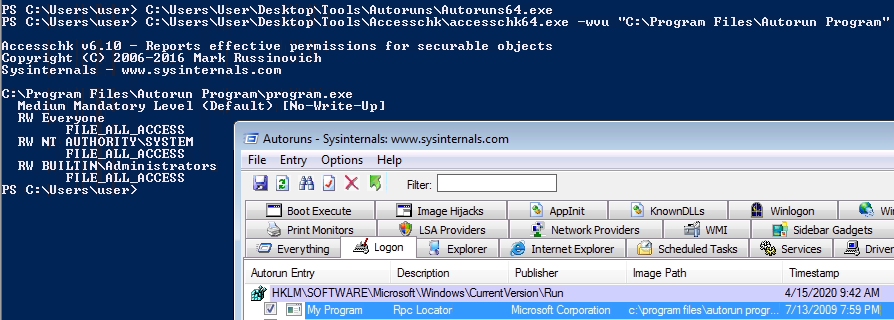 PS C:\Users\user> C:\Users\User\Desktop\Tools\Autoruns\Autoruns64.exe
PS C:\Users\user> C:\Users\User\Desktop\Tools\Accesschk\accesschk64.exe -wvu "C:\Program Files\Autorun Program"
Accesschk v6.10 - Reports effective permissions for securable objects
Copyright (C) 2006-2016 Mark Russinovich
Sysinternals - www.sysinternals.com
C:\Program Files\Autorun Program\program.exe
Medium Mandatory Level (Default) [No-Write-Up]
RW Everyone
FILE_ALL_ACCESS
RW NT AUTHORITY\SYSTEM
FILE_ALL_ACCESS
RW BUILTIN\Administrators
FILE_ALL_ACCESS
PS C:\Users\user>
Autoruns - Sysinternals: www.sysinternals.com
File Entry Options Help
Filter:
Boot Execute Image Hijacks AppInit KnownDLLs Winlogon Wi
Print Monitors LSA Providers Network Providers WMI Sidebar Gadgets
Everything Logon Explorer Internet Explorer Scheduled Tasks Services Driver
Autorun Entry Description Publisher Image Path Timestamp
HKLM\SOFTWARE\Microsoft\Windows\CurrentVersion\Run 4/15/2020 9:42 AM
My Program Rpc Locator Microsoft Corporation c:\program files\autorun progr... 7/13/2009 7:59 PM